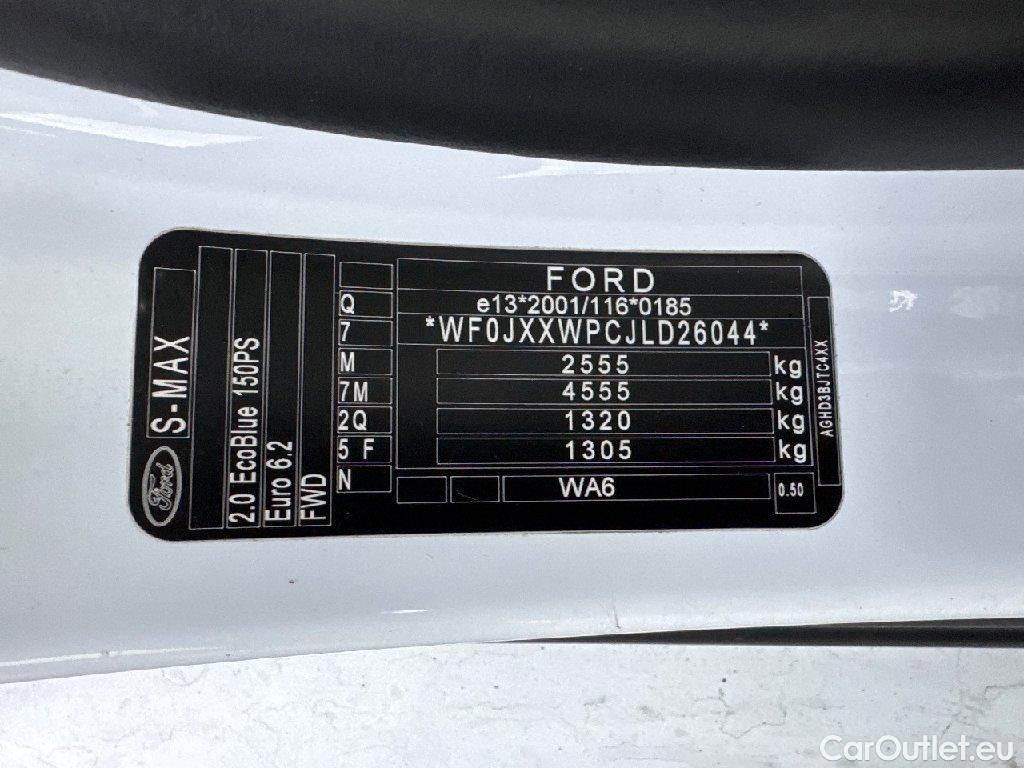 Ford
S-MAX
2.0 EcoBlue 150PS
Euro 6.2
FWD
Q
7
M
7M
2Q
5 F
N
FORD
e13*2001/116*0185
*WF0JXXWPCJLD26044*
2555 kg
4555 kg
1320 kg
1305 kg
WA6
0.50
AGHD3BJTC4XX
CarOutlet.eu